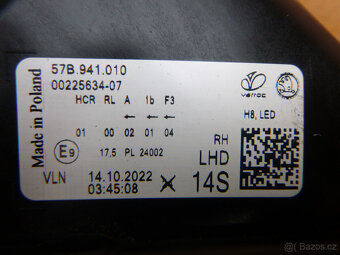 Made in Poland
57B.941.010
00225634-07
HCR RL A 1b F3
← ← ←
01 00 02 01 04
E9
17,5 PL 24002
VLN 14.10.2022
03:45:08
varroc
H8, LED
RH
LHD
14S
Bazos.cz